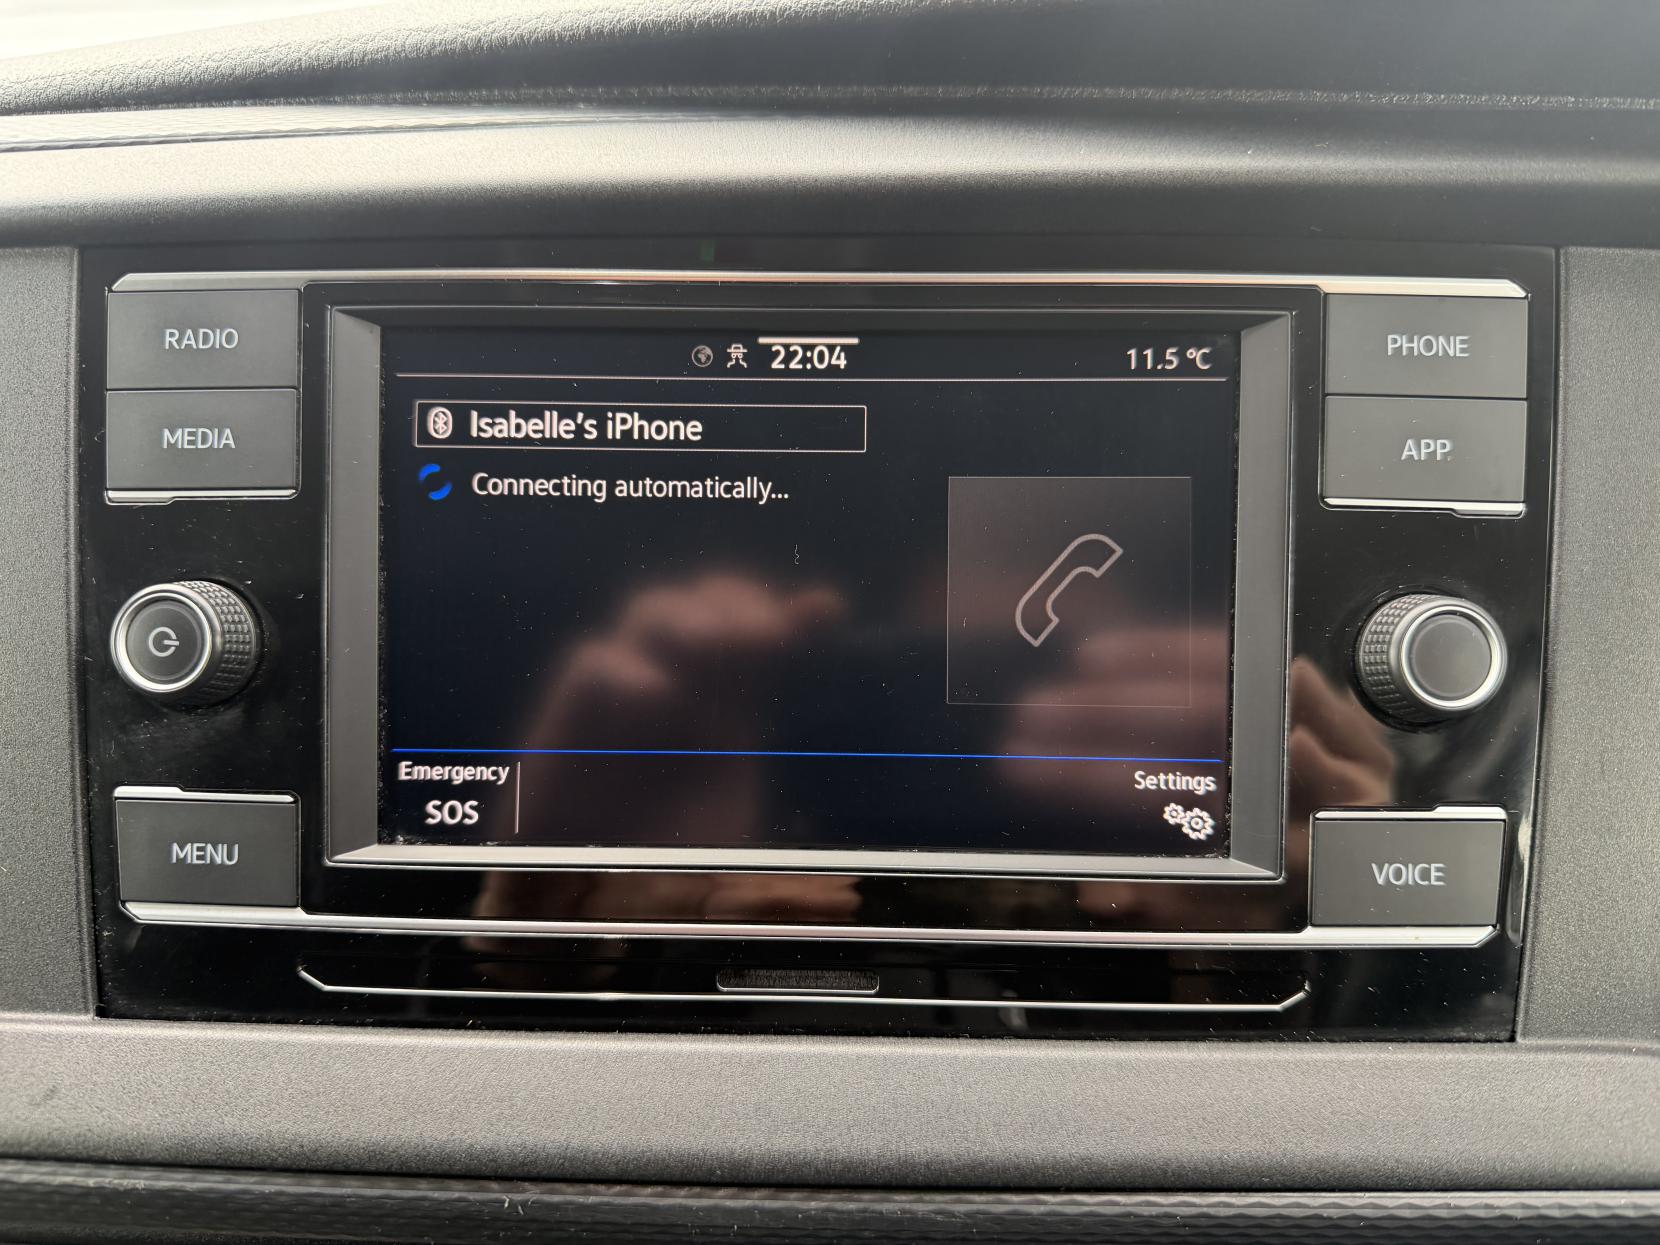 RADIO
MEDIA
MENU
22:04
11.5 °C
Isabelle's iPhone
Connecting automatically...
Emergency
SOS
Settings
PHONE
APP
VOICE